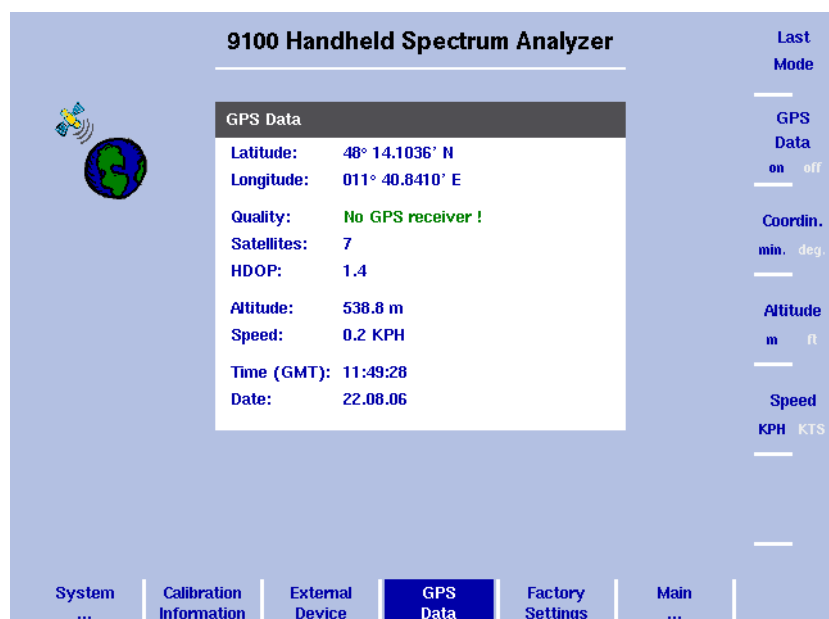 9100 Handheld Spectrum Analyzer
GPS Data
Latitude: 48° 14.1036' N
Longitude: 011° 40.8410' E
Quality: No GPS receiver !
Satellites: 7
HDOP: 1.4
Altitude: 538.8 m
Speed: 0.2 KPH
Time (GMT): 11:49:28
Date: 22.08.06
Last
Mode
GPS
Data
on off
Coordin.
min. deg.
Altitude
m ft
Speed
KPH KTS
System
...
Calibration
Information
External
Device
GPS
Data
Factory
Settings
Main
...